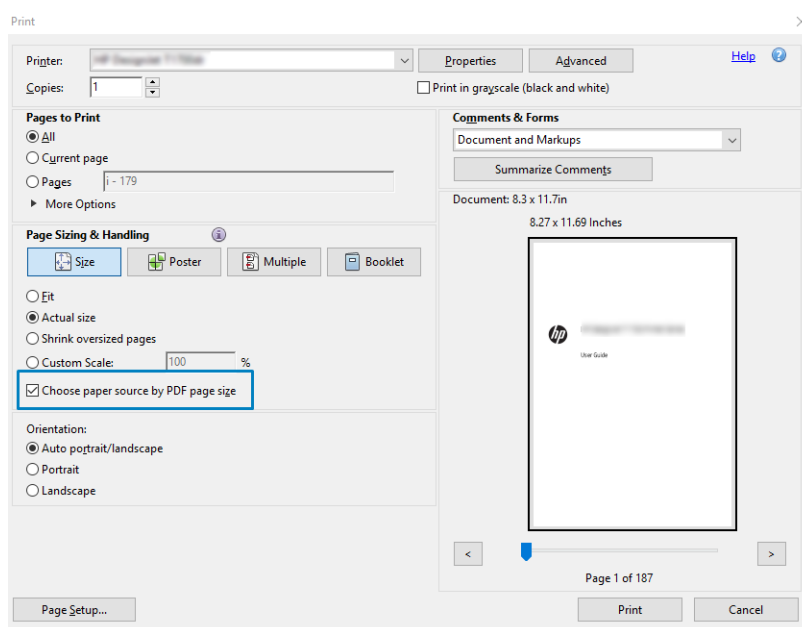 Print
Printer:
Properties
Advanced
Help
?
Copies:
1
Print in grayscale (black and white)
Pages to Print
All
Current page
Pages
i - 179
More Options
Page Sizing & Handling
i
Size
Poster
Multiple
Booklet
Fit
Actual size
Shrink oversized pages
Custom Scale:
100
%
Choose paper source by PDF page size
Orientation:
Auto portrait/landscape
Portrait
Landscape
Comments & Forms
Document and Markups
Summarize Comments
Document: 8.3 x 11.7in
8.27 x 11.69 Inches
hp
User Guide
<
>
Page 1 of 187
Page Setup...
Print
Cancel